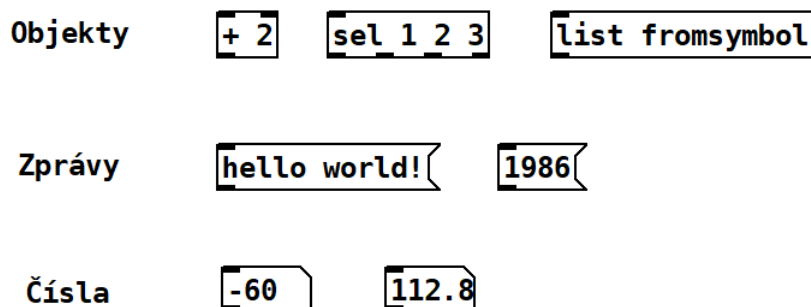 Objekty + 2 sel 1 2 3 list fromsymbol
Zprávy hello world! 1986
Čísla -60 112.8